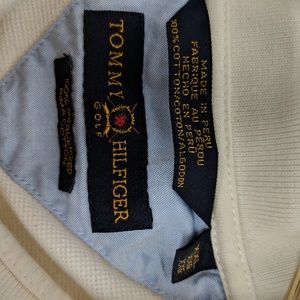 TOMMY HILFIGER
GOLF
MADE IN PERU
FABRIQUE AU PEROU
HECHO EN PERU
100% COTTON/COTON/ALGODON